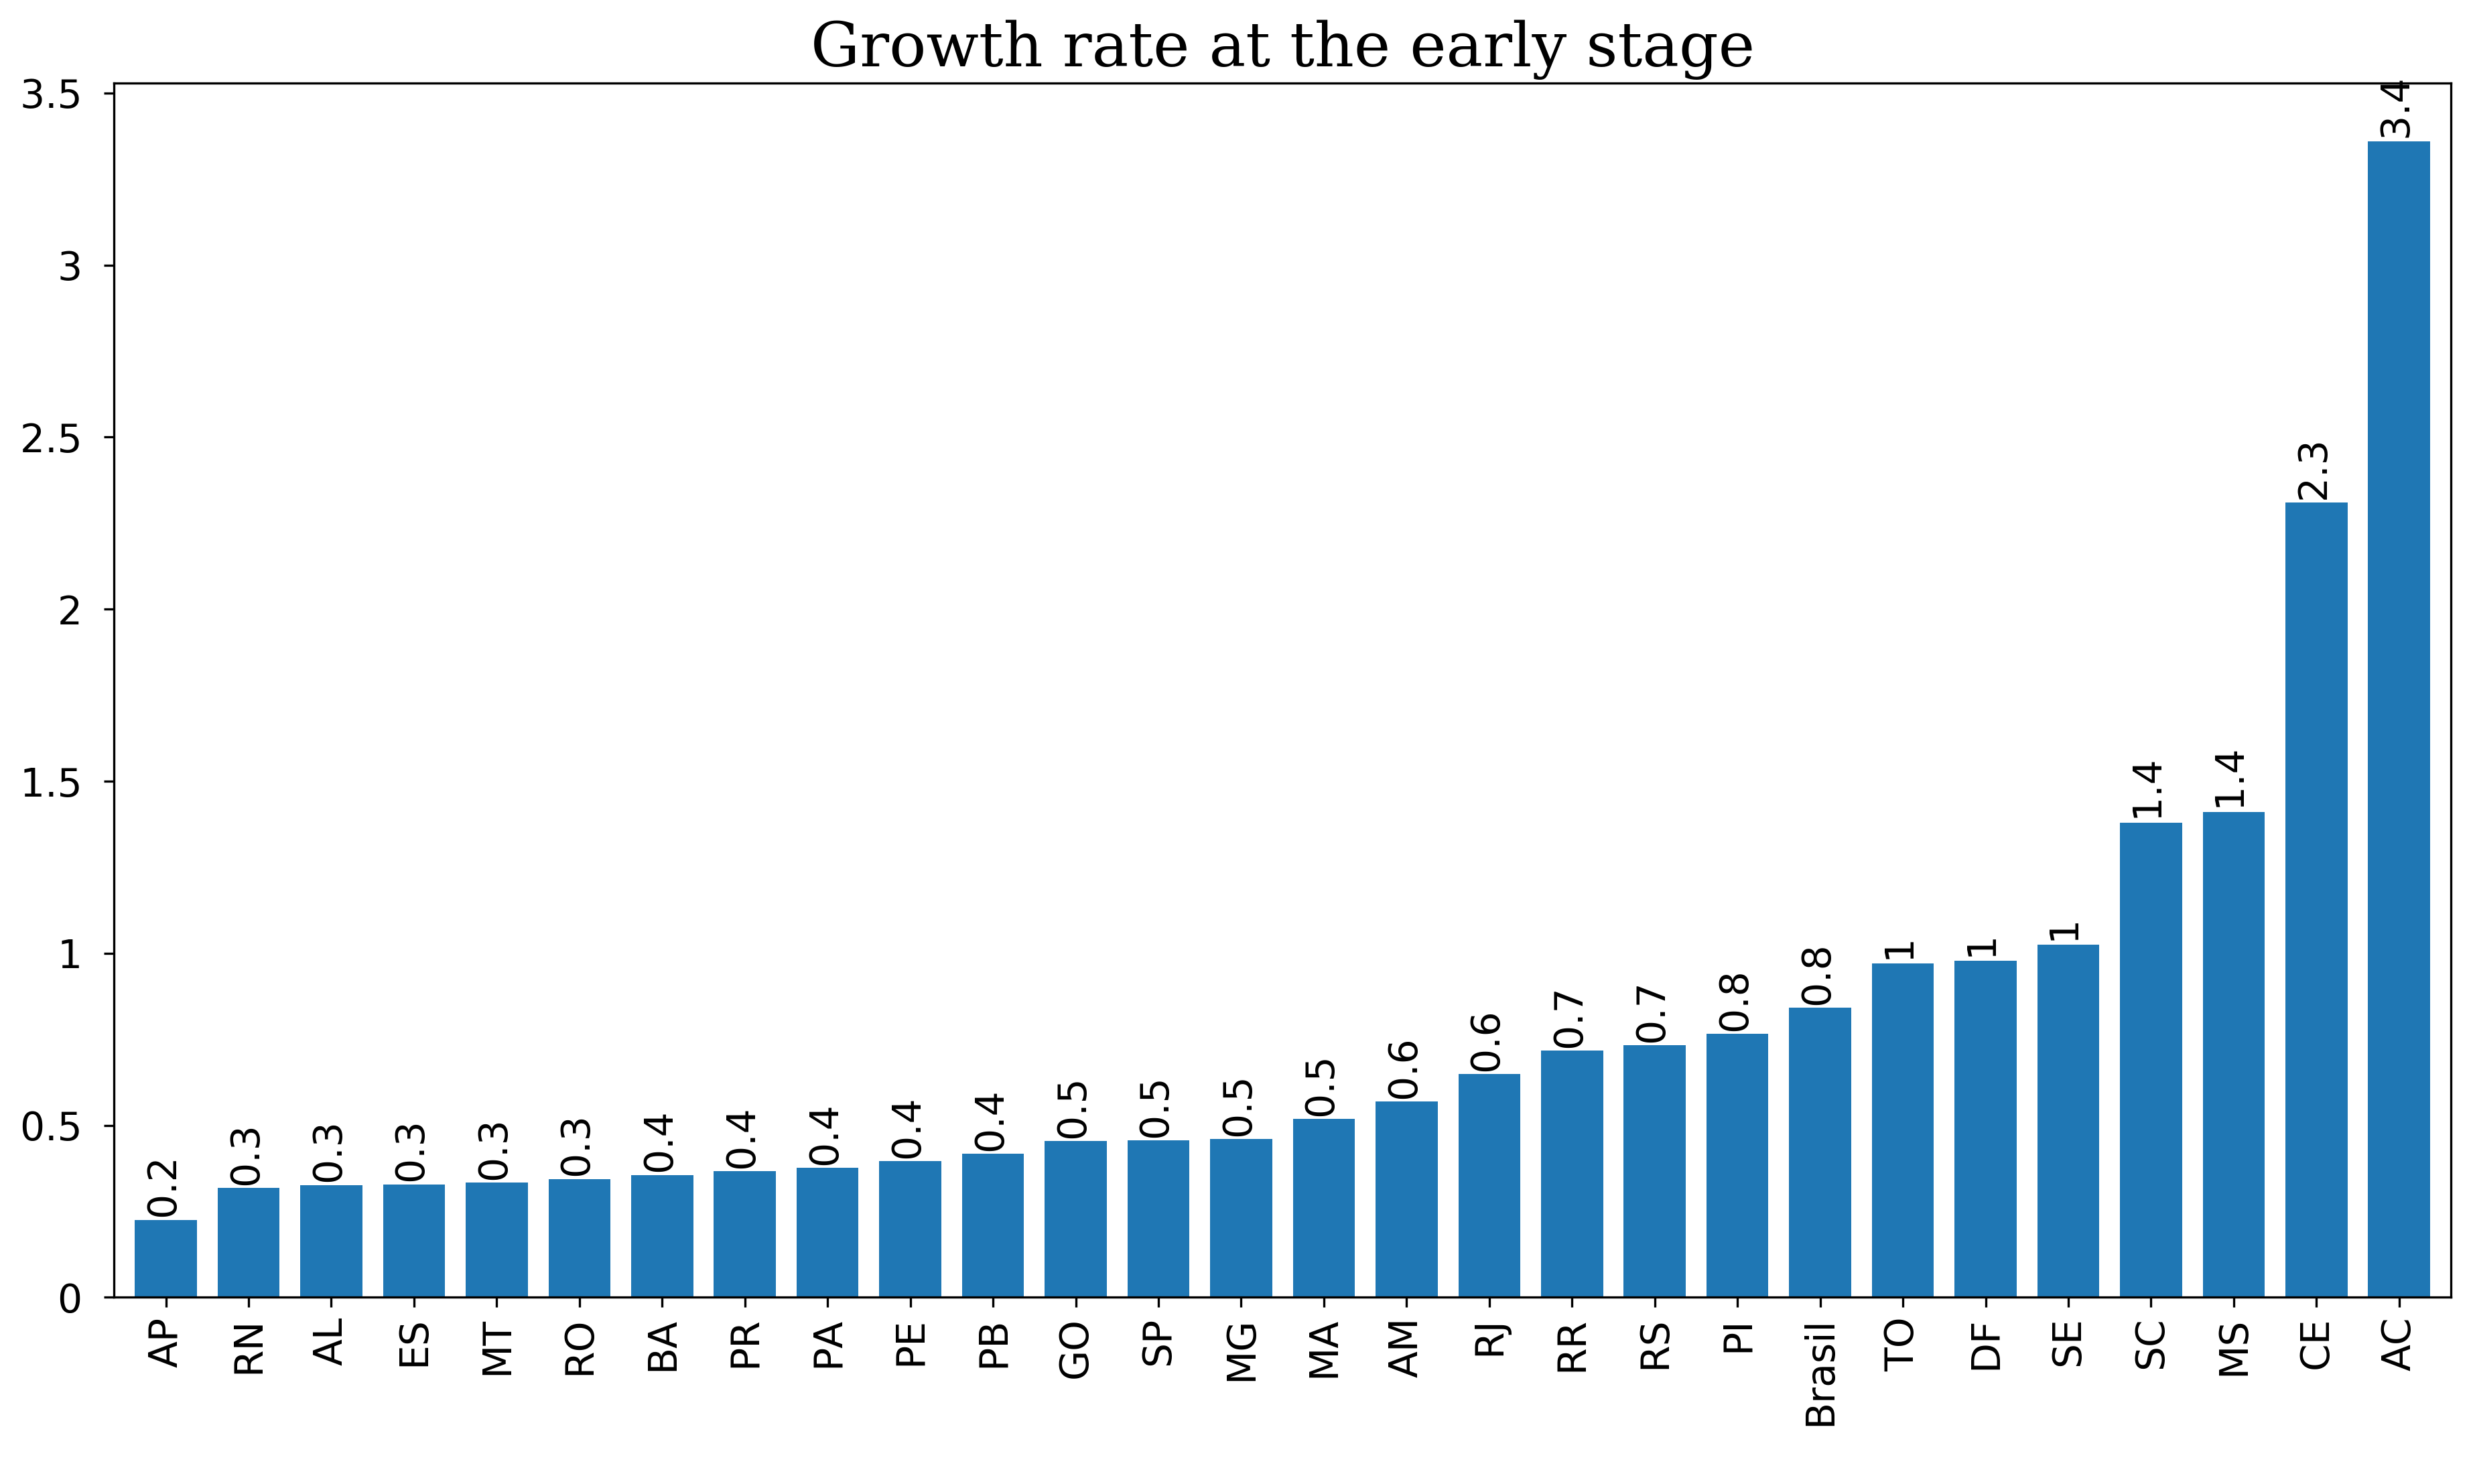 Growth rate at the early stage
3.5
3
2.5
2
1.5
1
0.5
0
0.2
0.3
0.3
0.3
0.3
0.3
0.4
0.4
0.4
0.4
0.4
0.5
0.5
0.5
0.5
0.6
0.6
0.7
0.7
0.8
0.8
1
1
1
1.4
1.4
2.3
3.4
AP
RN
AL
ES
MT
RO
BA
PR
PA
PE
PB
GO
SP
MG
MA
AM
RJ
RR
RS
PI
Brasil
TO
DF
SE
SC
MS
CE
AC